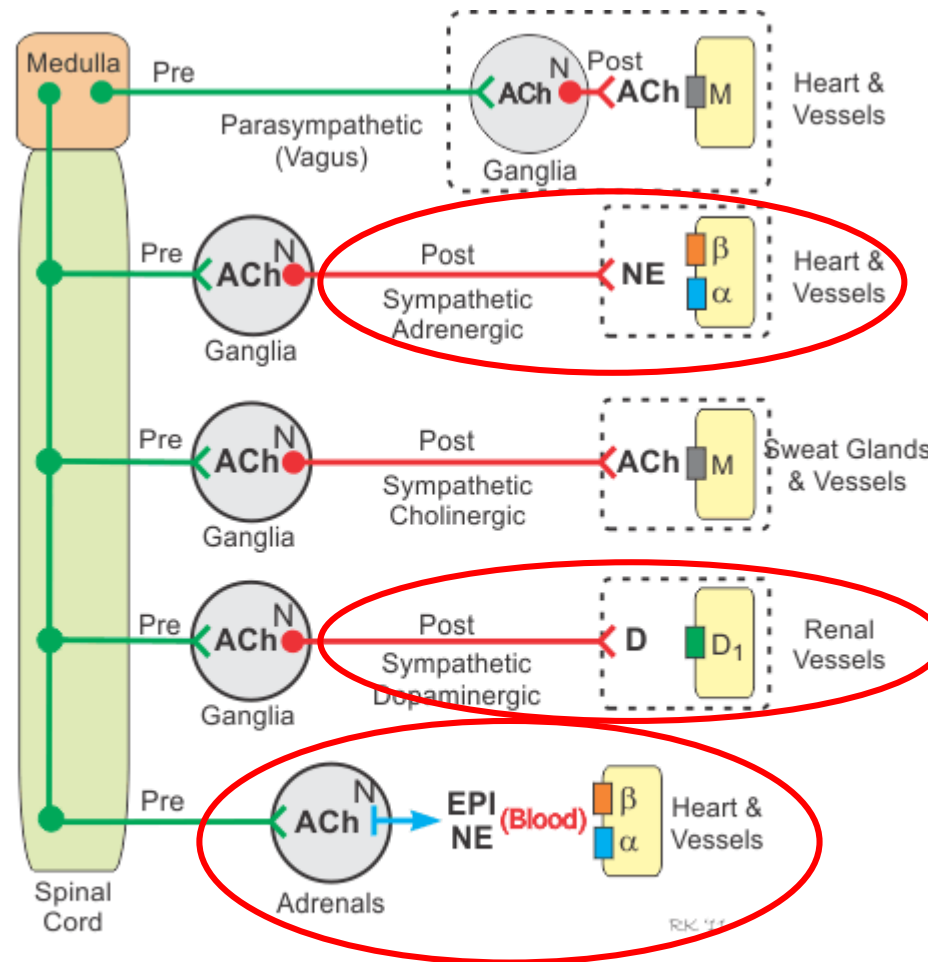 Medulla
Pre
Parasympathetic
(Vagus)
ACh
N
Ganglia
Post
ACh
M
Heart &
Vessels
Pre
ACh
N
Ganglia
Post
Sympathetic
Adrenergic
NE
β
α
Heart &
Vessels
Pre
ACh
N
Ganglia
Post
Sympathetic
Cholinergic
ACh
M
Sweat Glands
& Vessels
Pre
ACh
N
Ganglia
Post
Sympathetic
Dopaminergic
D
D₁
Renal
Vessels
Pre
ACh
N
Adrenals
EPI
NE
(Blood)
β
α
Heart &
Vessels
Spinal
Cord
RK